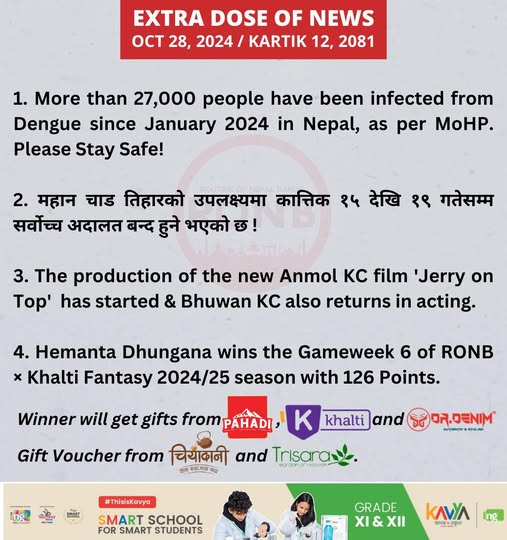 EXTRA DOSE OF NEWS
OCT 28, 2024 / KARTIK 12, 2081
1. More than 27,000 people have been infected from
Dengue since January 2024 in Nepal, as per MoHP.
Please Stay Safe!
RONB
2. महान चाड तिहारको उपलक्ष्यमा कात्तिक १५ देखि १९ गतेसम्म
सर्वोच्च अदालत बन्द हुने भएको छ !
3. The production of the new Anmol KC film 'Jerry on
Top' has started & Bhuwan KC also returns in acting.
4. Hemanta Dhungana wins the Gameweek 6 of RONB
× Khalti Fantasy 2024/25 season with 126 Points.
Winner will get gifts from PAHADI , K khalti and DR.DENIM
Gift Voucher from चियादानी and Trisara .
#ThisisKavya
SMART SCHOOL
FOR SMART STUDENTS
GRADE
XI & XII
KAVYA
ng